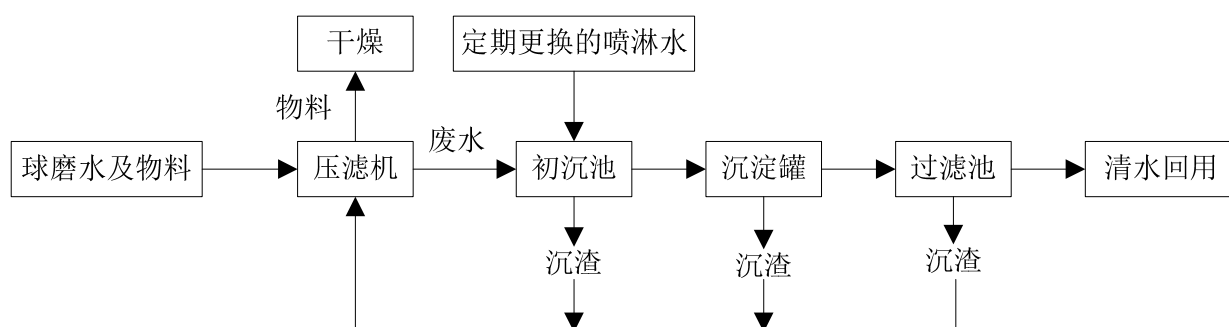 干燥
定期更换的喷淋水
物料
废水
球磨水及物料
压滤机
初沉池
沉淀罐
过滤池
清水回用
沉渣
沉渣
沉渣